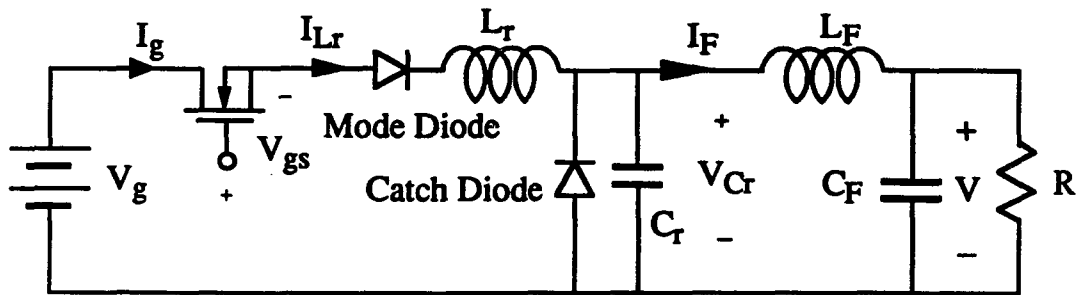 I_g
I_Lr
L_r
I_F
L_F
-
Mode Diode
V_gs
+
V_g
Catch Diode
C_r
+
V_Cr
-
C_F
+
V
-
R